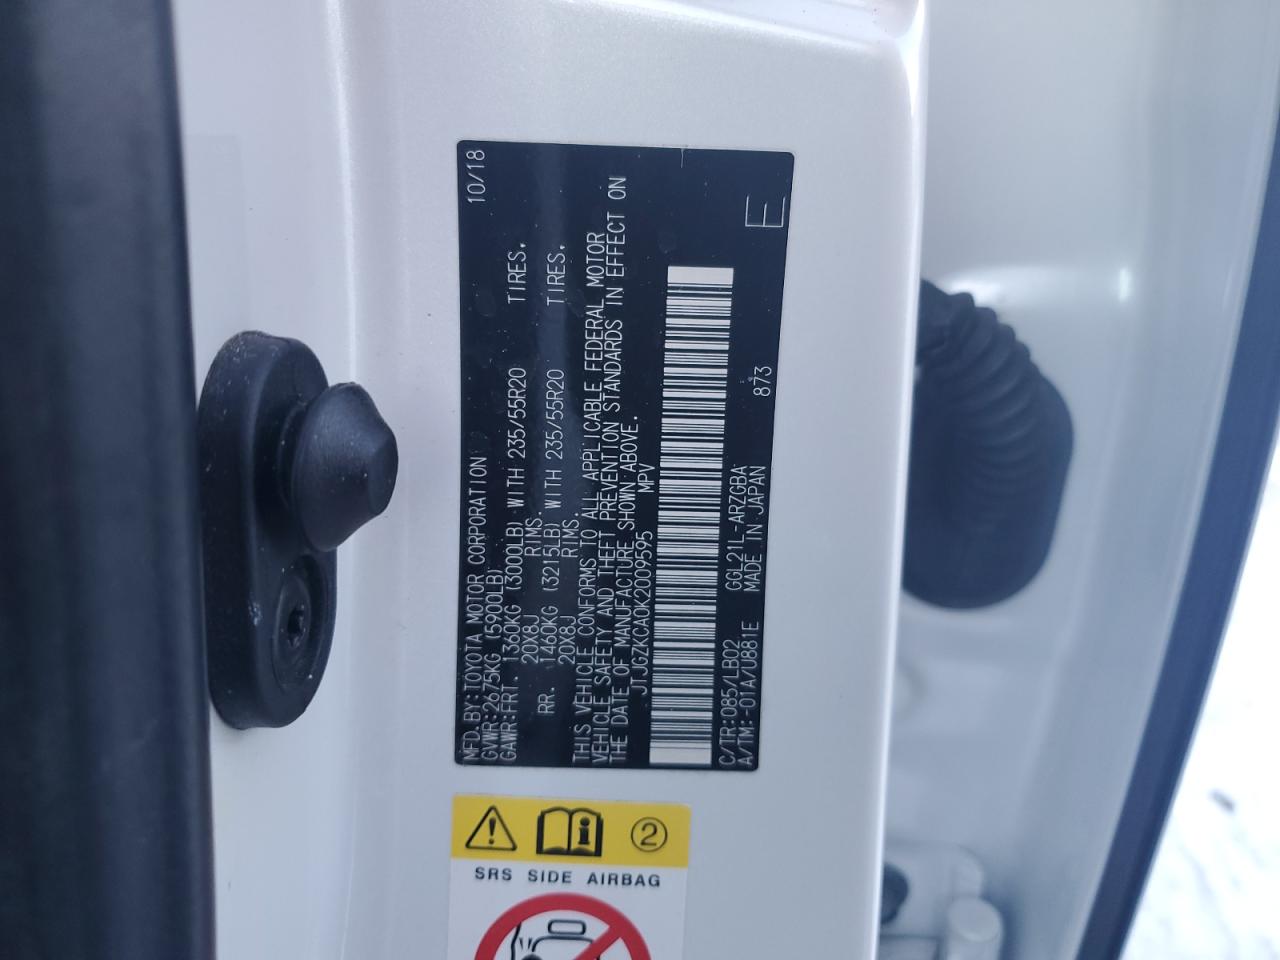 MFD.BY:TOYOTA MOTOR CORPORATION 10/18
GVWR:2675KG (5900LB)
GAWR:FRT. 1360KG (3000LB) WITH 235/55R20 TIRES.
20X8J RIMS.
RR. 1460KG (3215LB) WITH 235/55R20 TIRES.
20X8J RIMS.
THIS VEHICLE CONFORMS TO ALL APPLICABLE FEDERAL MOTOR
VEHICLE SAFETY AND THEFT PREVENTION STANDARDS IN EFFECT ON
THE DATE OF MANUFACTURE SHOWN ABOVE.
JTJGZKCA0K2009595 MPV
C/TR:085/LB02 GGL21L-ARZGBA
A/TM:-01A/U881E MADE IN JAPAN 873
E
2
SRS SIDE AIRBAG